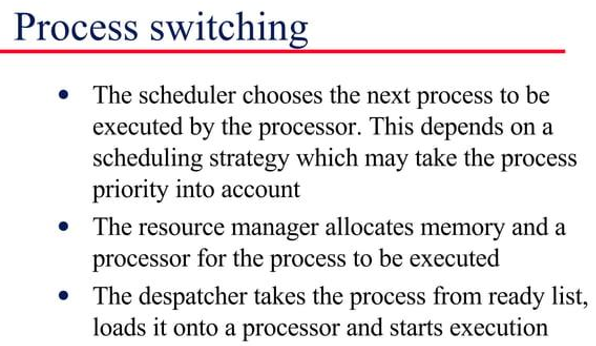 Process switching
• The scheduler chooses the next process to be
executed by the processor. This depends on a
scheduling strategy which may take the process
priority into account
• The resource manager allocates memory and a
processor for the process to be executed
• The despatcher takes the process from ready list,
loads it onto a processor and starts execution